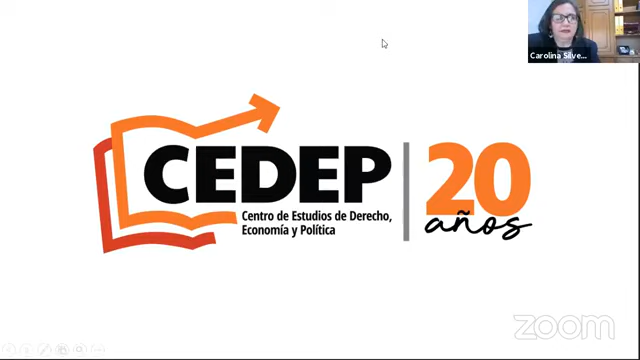 Carolina Silve...
CEDEP
Centro de Estudios de Derecho,
Economía y Política
20
años
zoom